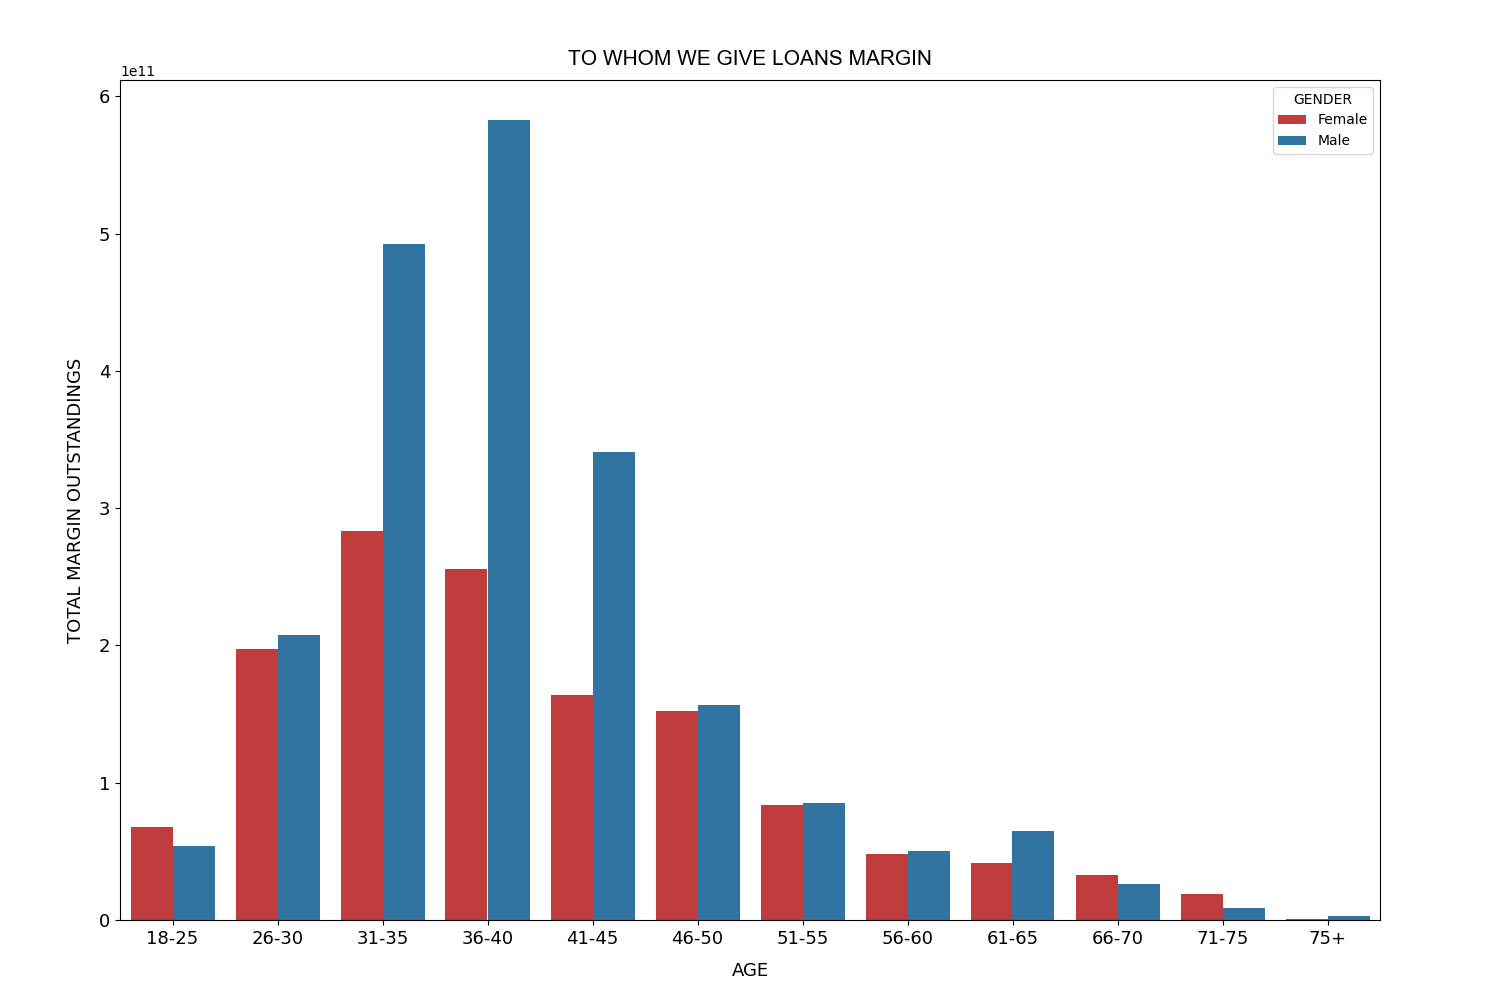 TO WHOM WE GIVE LOANS MARGIN
1e11
GENDER
Female
Male
6
5
4
3
2
1
0
TOTAL MARGIN OUTSTANDINGS
18-25 26-30 31-35 36-40 41-45 46-50 51-55 56-60 61-65 66-70 71-75 75+
AGE